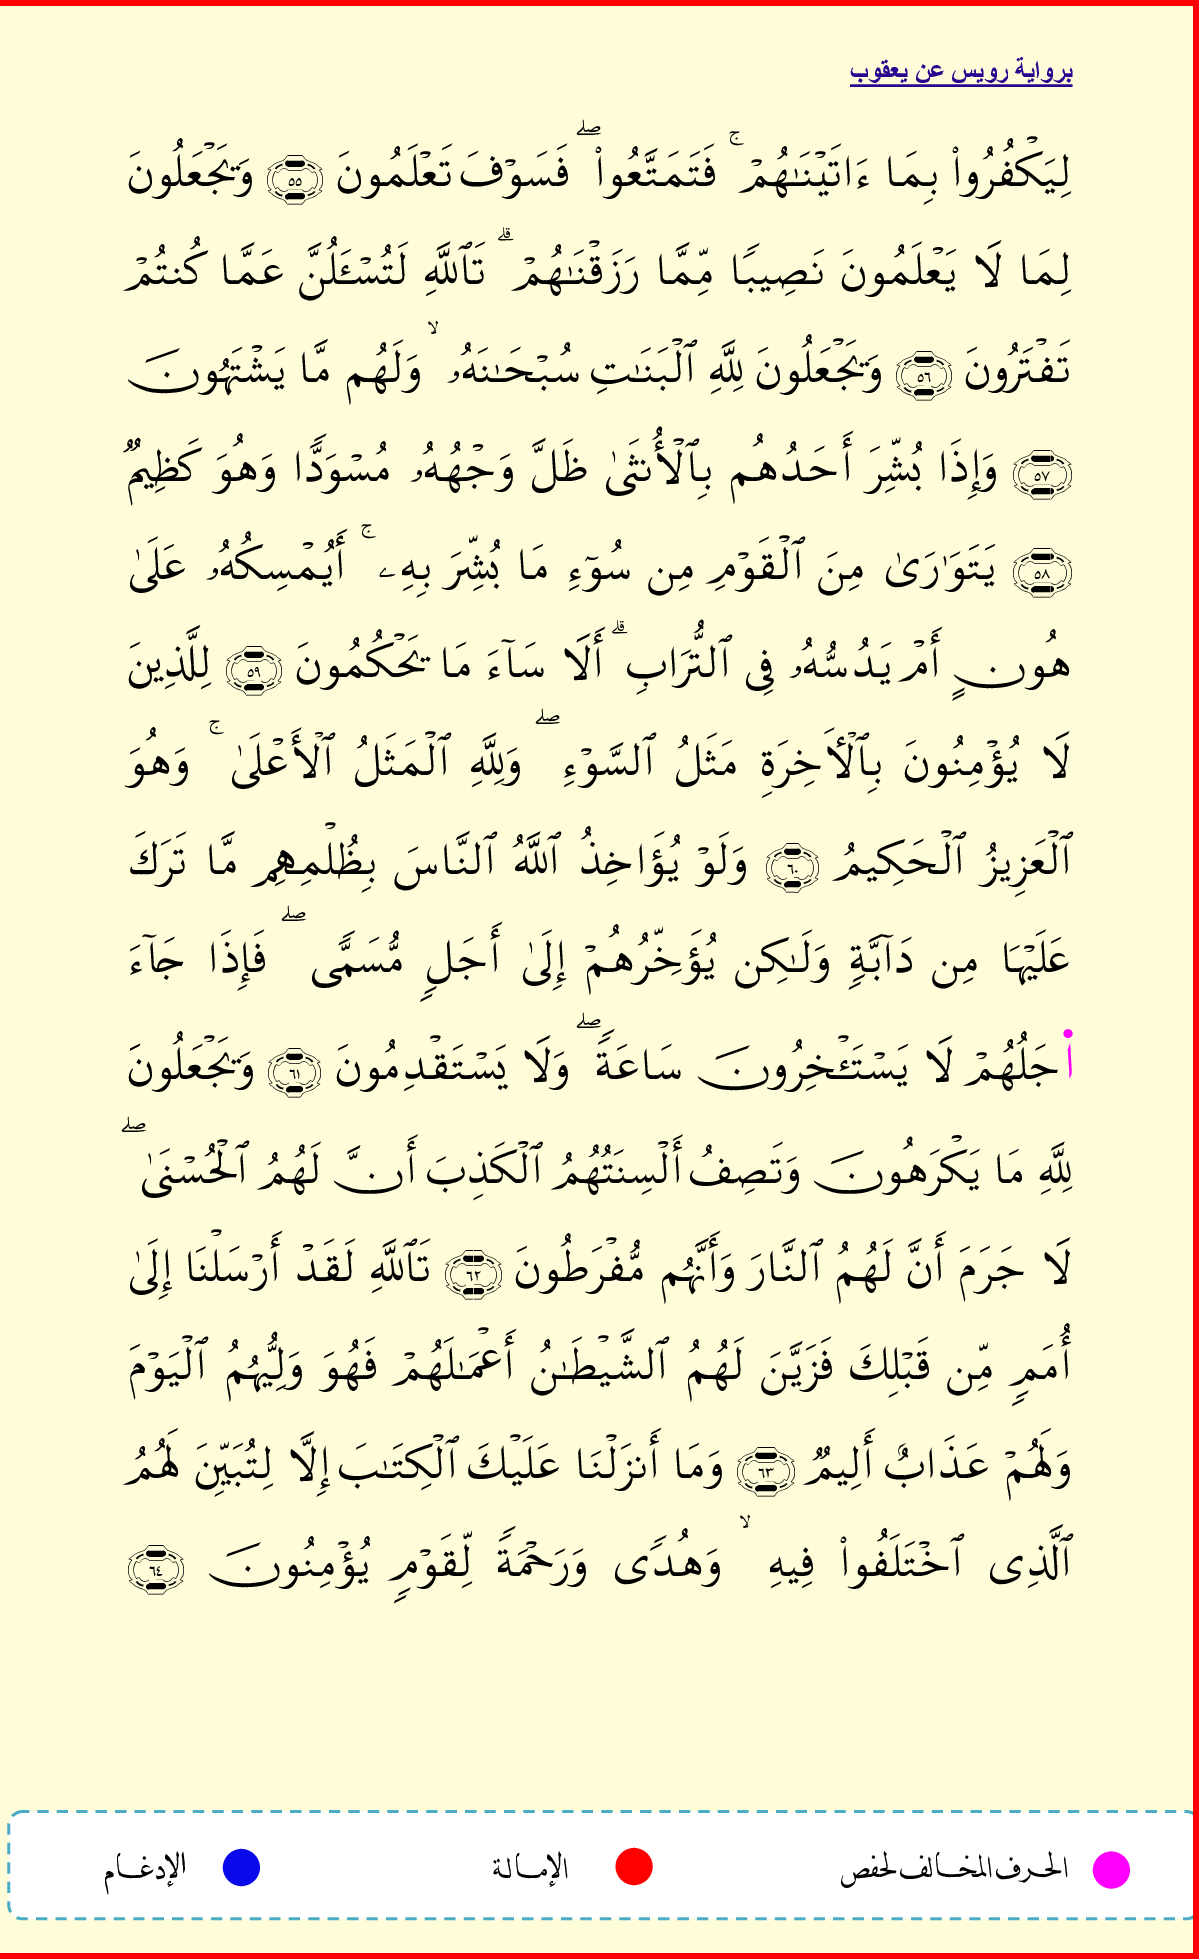 برواية رويس عن يعقوب
لِيَكْفُرُوا۟ بِمَا ءَاتَيْنَـٰهُمْ ۚ فَتَمَتَّعُوا۟ ۖ فَسَوْفَ تَعْلَمُونَ ٥٥ وَيَجْعَلُونَ
لِمَا لَا يَعْلَمُونَ نَصِيبًا مِّمَّا رَزَقْنَـٰهُمْ ۗ تَٱللَّهِ لَتُسْـَٔلُنَّ عَمَّا كُنتُمْ
تَفْتَرُونَ ٥٦ وَيَجْعَلُونَ لِلَّهِ ٱلْبَنَـٰتِ سُبْحَـٰنَهُۥ ۙ وَلَهُم مَّا يَشْتَهُونَ
٥٧ وَإِذَا بُشِّرَ أَحَدُهُم بِٱلْأُنثَىٰ ظَلَّ وَجْهُهُۥ مُسْوَدًّا وَهُوَ كَظِيمٌ
٥٨ يَتَوَٰرَىٰ مِنَ ٱلْقَوْمِ مِن سُوٓءِ مَا بُشِّرَ بِهِۦ ۚ أَيُمْسِكُهُۥ عَلَىٰ
هُونٍ أَمْ يَدُسُّهُۥ فِى ٱلتُّرَابِ ۗ أَلَا سَآءَ مَا يَحْكُمُونَ ٥٩ لِلَّذِينَ
لَا يُؤْمِنُونَ بِٱلْأَخِرَةِ مَثَلُ ٱلسَّوْءِ ۖ وَلِلَّهِ ٱلْمَثَلُ ٱلْأَعْلَىٰ ۚ وَهُوَ
ٱلْعَزِيزُ ٱلْحَكِيمُ ٦٠ وَلَوْ يُؤَاخِذُ ٱللَّهُ ٱلنَّاسَ بِظُلْمِهِم مَّا تَرَكَ
عَلَيْهَا مِن دَآبَّةٍ وَلَـٰكِن يُؤَخِّرُهُمْ إِلَىٰ أَجَلٍ مُّسَمًّى ۖ فَإِذَا جَآءَ
ا۬جَلُهُمْ لَا يَسْتَـْٔخِرُونَ سَاعَةً ۖ وَلَا يَسْتَقْدِمُونَ ٦١ وَيَجْعَلُونَ
لِلَّهِ مَا يَكْرَهُونَ وَتَصِفُ أَلْسِنَتُهُمُ ٱلْكَذِبَ أَنَّ لَهُمُ ٱلْحُسْنَىٰ ۖ
لَا جَرَمَ أَنَّ لَهُمُ ٱلنَّارَ وَأَنَّهُم مُّفْرَطُونَ ٦٢ تَٱللَّهِ لَقَدْ أَرْسَلْنَا إِلَىٰ
أُمَمٍ مِّن قَبْلِكَ فَزَيَّنَ لَهُمُ ٱلشَّيْطَـٰنُ أَعْمَـٰلَهُمْ فَهُوَ وَلِيُّهُمُ ٱلْيَوْمَ
وَلَهُمْ عَذَابٌ أَلِيمٌ ٦٣ وَمَا أَنزَلْنَا عَلَيْكَ ٱلْكِتَـٰبَ إِلَّا لِتُبَيِّنَ لَهُمُ
ٱلَّذِى ٱخْتَلَفُوا۟ فِيهِ ۙ وَهُدًى وَرَحْمَةً لِّقَوْمٍ يُؤْمِنُونَ ٦٤
الحرف المخالف لحفص الإمالة الإدغام